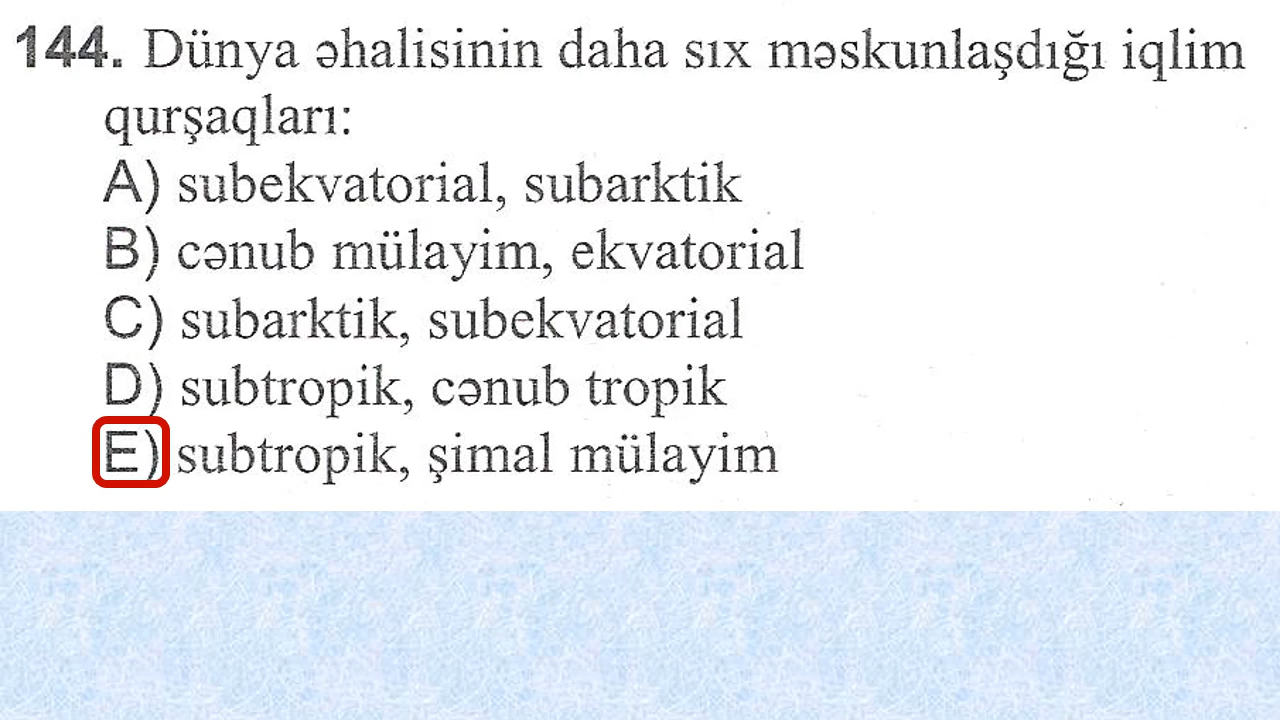 144. Dünya əhalisinin daha sıx məskunlaşdığı iqlim
qurşaqları:
A) subekvatorial, subarktik
B) cənub mülayim, ekvatorial
C) subarktik, subekvatorial
D) subtropik, cənub tropik
E) subtropik, şimal mülayim